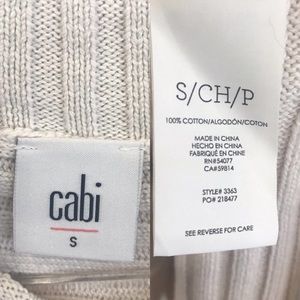 cabi
S
S/CH/P
100% COTTON/ALGODÓN/COTON
MADE IN CHINA
HECHO EN CHINA
FABRIQUÉ EN CHINE
RN#54077
CA#59814
STYLE# 3363
PO# 218477
SEE REVERSE FOR CARE